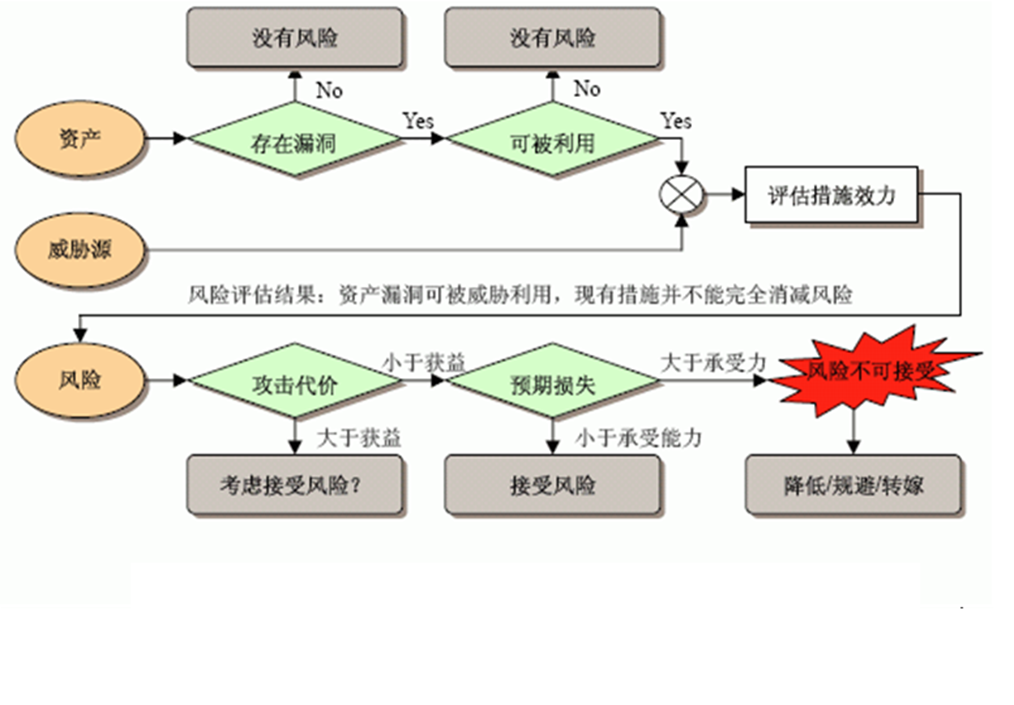 没有风险
没有风险
No
No
资产
存在漏洞
Yes
可被利用
Yes
评估措施效力
威胁源
风险评估结果：资产漏洞可被威胁利用，现有措施并不能完全消减风险
风险
攻击代价
小于获益
预期损失
大于承受力
风险不可接受
大于获益
小于承受能力
考虑接受风险？
接受风险
降低/规避/转嫁